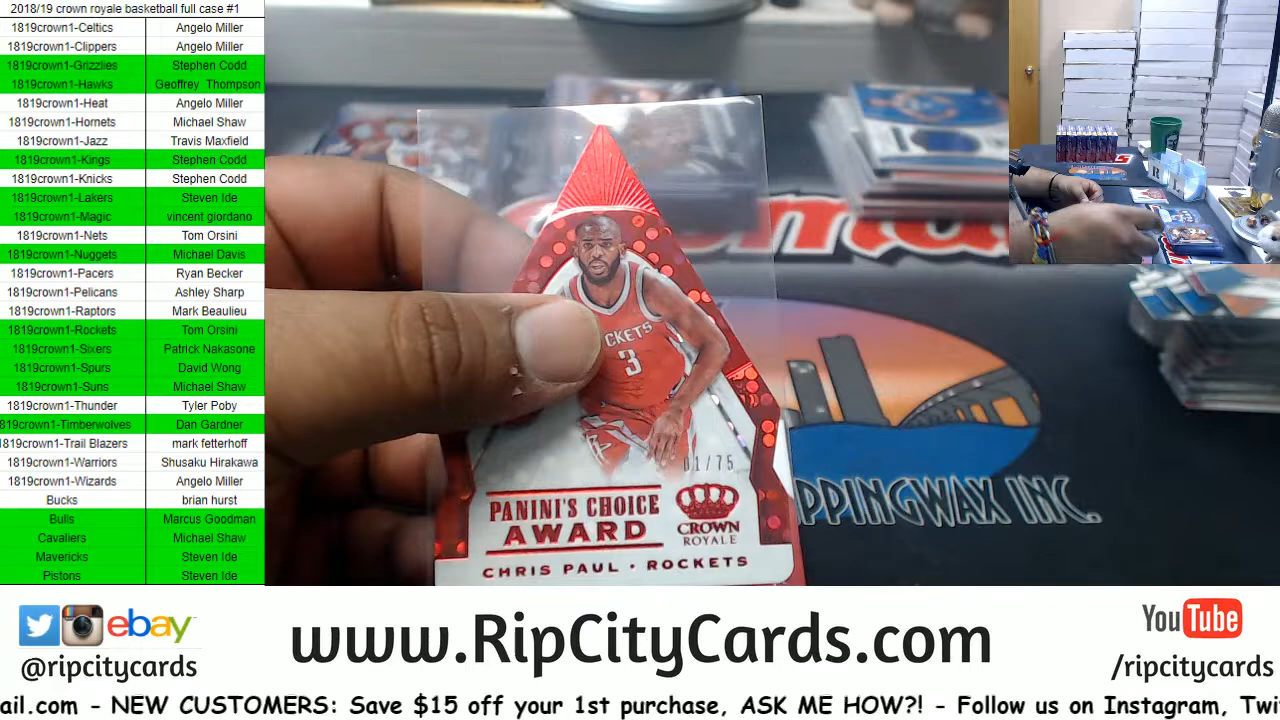 2018/19 crown royale basketball full case #1
1819crown1-Celtics Angelo Miller
1819crown1-Clippers Angelo Miller
1819crown1-Grizzlies Stephen Codd
1819crown1-Hawks Geoffrey Thompson
1819crown1-Heat Angelo Miller
1819crown1-Hornets Michael Shaw
1819crown1-Jazz Travis Maxfield
1819crown1-Kings Stephen Codd
1819crown1-Knicks Stephen Codd
1819crown1-Lakers Steven Ide
1819crown1-Magic vincent giordano
1819crown1-Nets Tom Orsini
1819crown1-Nuggets Michael Davis
1819crown1-Pacers Ryan Becker
1819crown1-Pelicans Ashley Sharp
1819crown1-Raptors Mark Beaulieu
1819crown1-Rockets Tom Orsini
1819crown1-Sixers Patrick Nakasone
1819crown1-Spurs David Wong
1819crown1-Suns Michael Shaw
1819crown1-Thunder Tyler Poby
1819crown1-Timberwolves Dan Gardner
1819crown1-Trail Blazers mark fetterhoff
1819crown1-Warriors Shusaku Hirakawa
1819crown1-Wizards Angelo Miller
Bucks brian hurst
Bulls Marcus Goodman
Cavaliers Michael Shaw
Mavericks Steven Ide
Pistons Steven Ide
CKETS
3
01/75
PANINI'S CHOICE
AWARD
CROWN
ROYALE
CHRIS PAUL · ROCKETS
PPINGWAX INC.
ebay
@ripcitycards
www.RipCityCards.com
YouTube
/ripcitycards
ail.com - NEW CUSTOMERS: Save $15 off your 1st purchase, ASK ME HOW?! - Follow us on Instagram, Twi